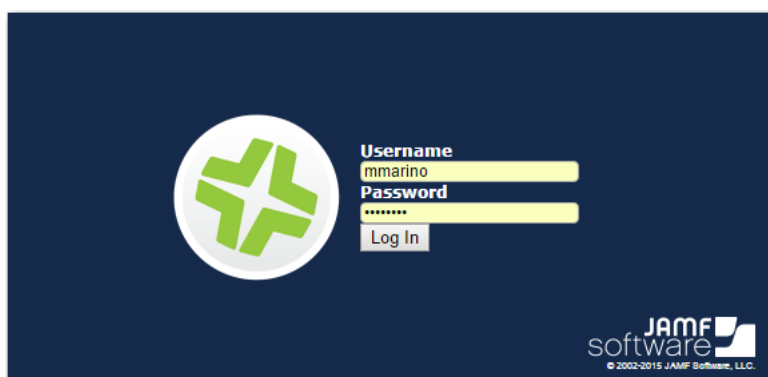 Username
mmarino
Password
••••••••
Log In
JAMF
software
© 2002-2015 JAMF Software, LLC.